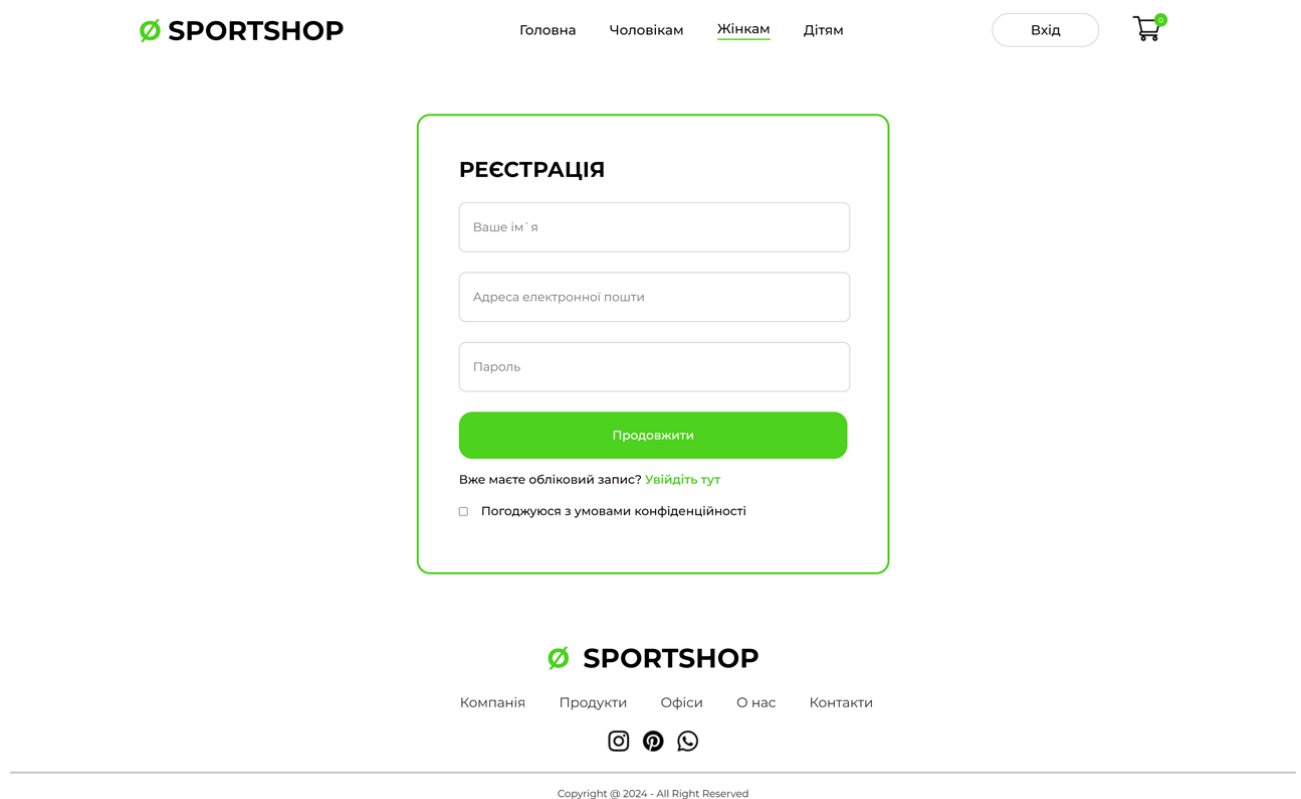 SPORTSHOP
Головна Чоловікам Жінкам Дітям
Вхід
0
РЕЄСТРАЦІЯ
Ваше ім`я
Адреса електронної пошти
Пароль
Продовжити
Вже маєте обліковий запис? Увійдіть тут
Погоджуюся з умовами конфіденційності
SPORTSHOP
Компанія Продукти Офіси О нас Контакти
Copyright @ 2024 - All Right Reserved